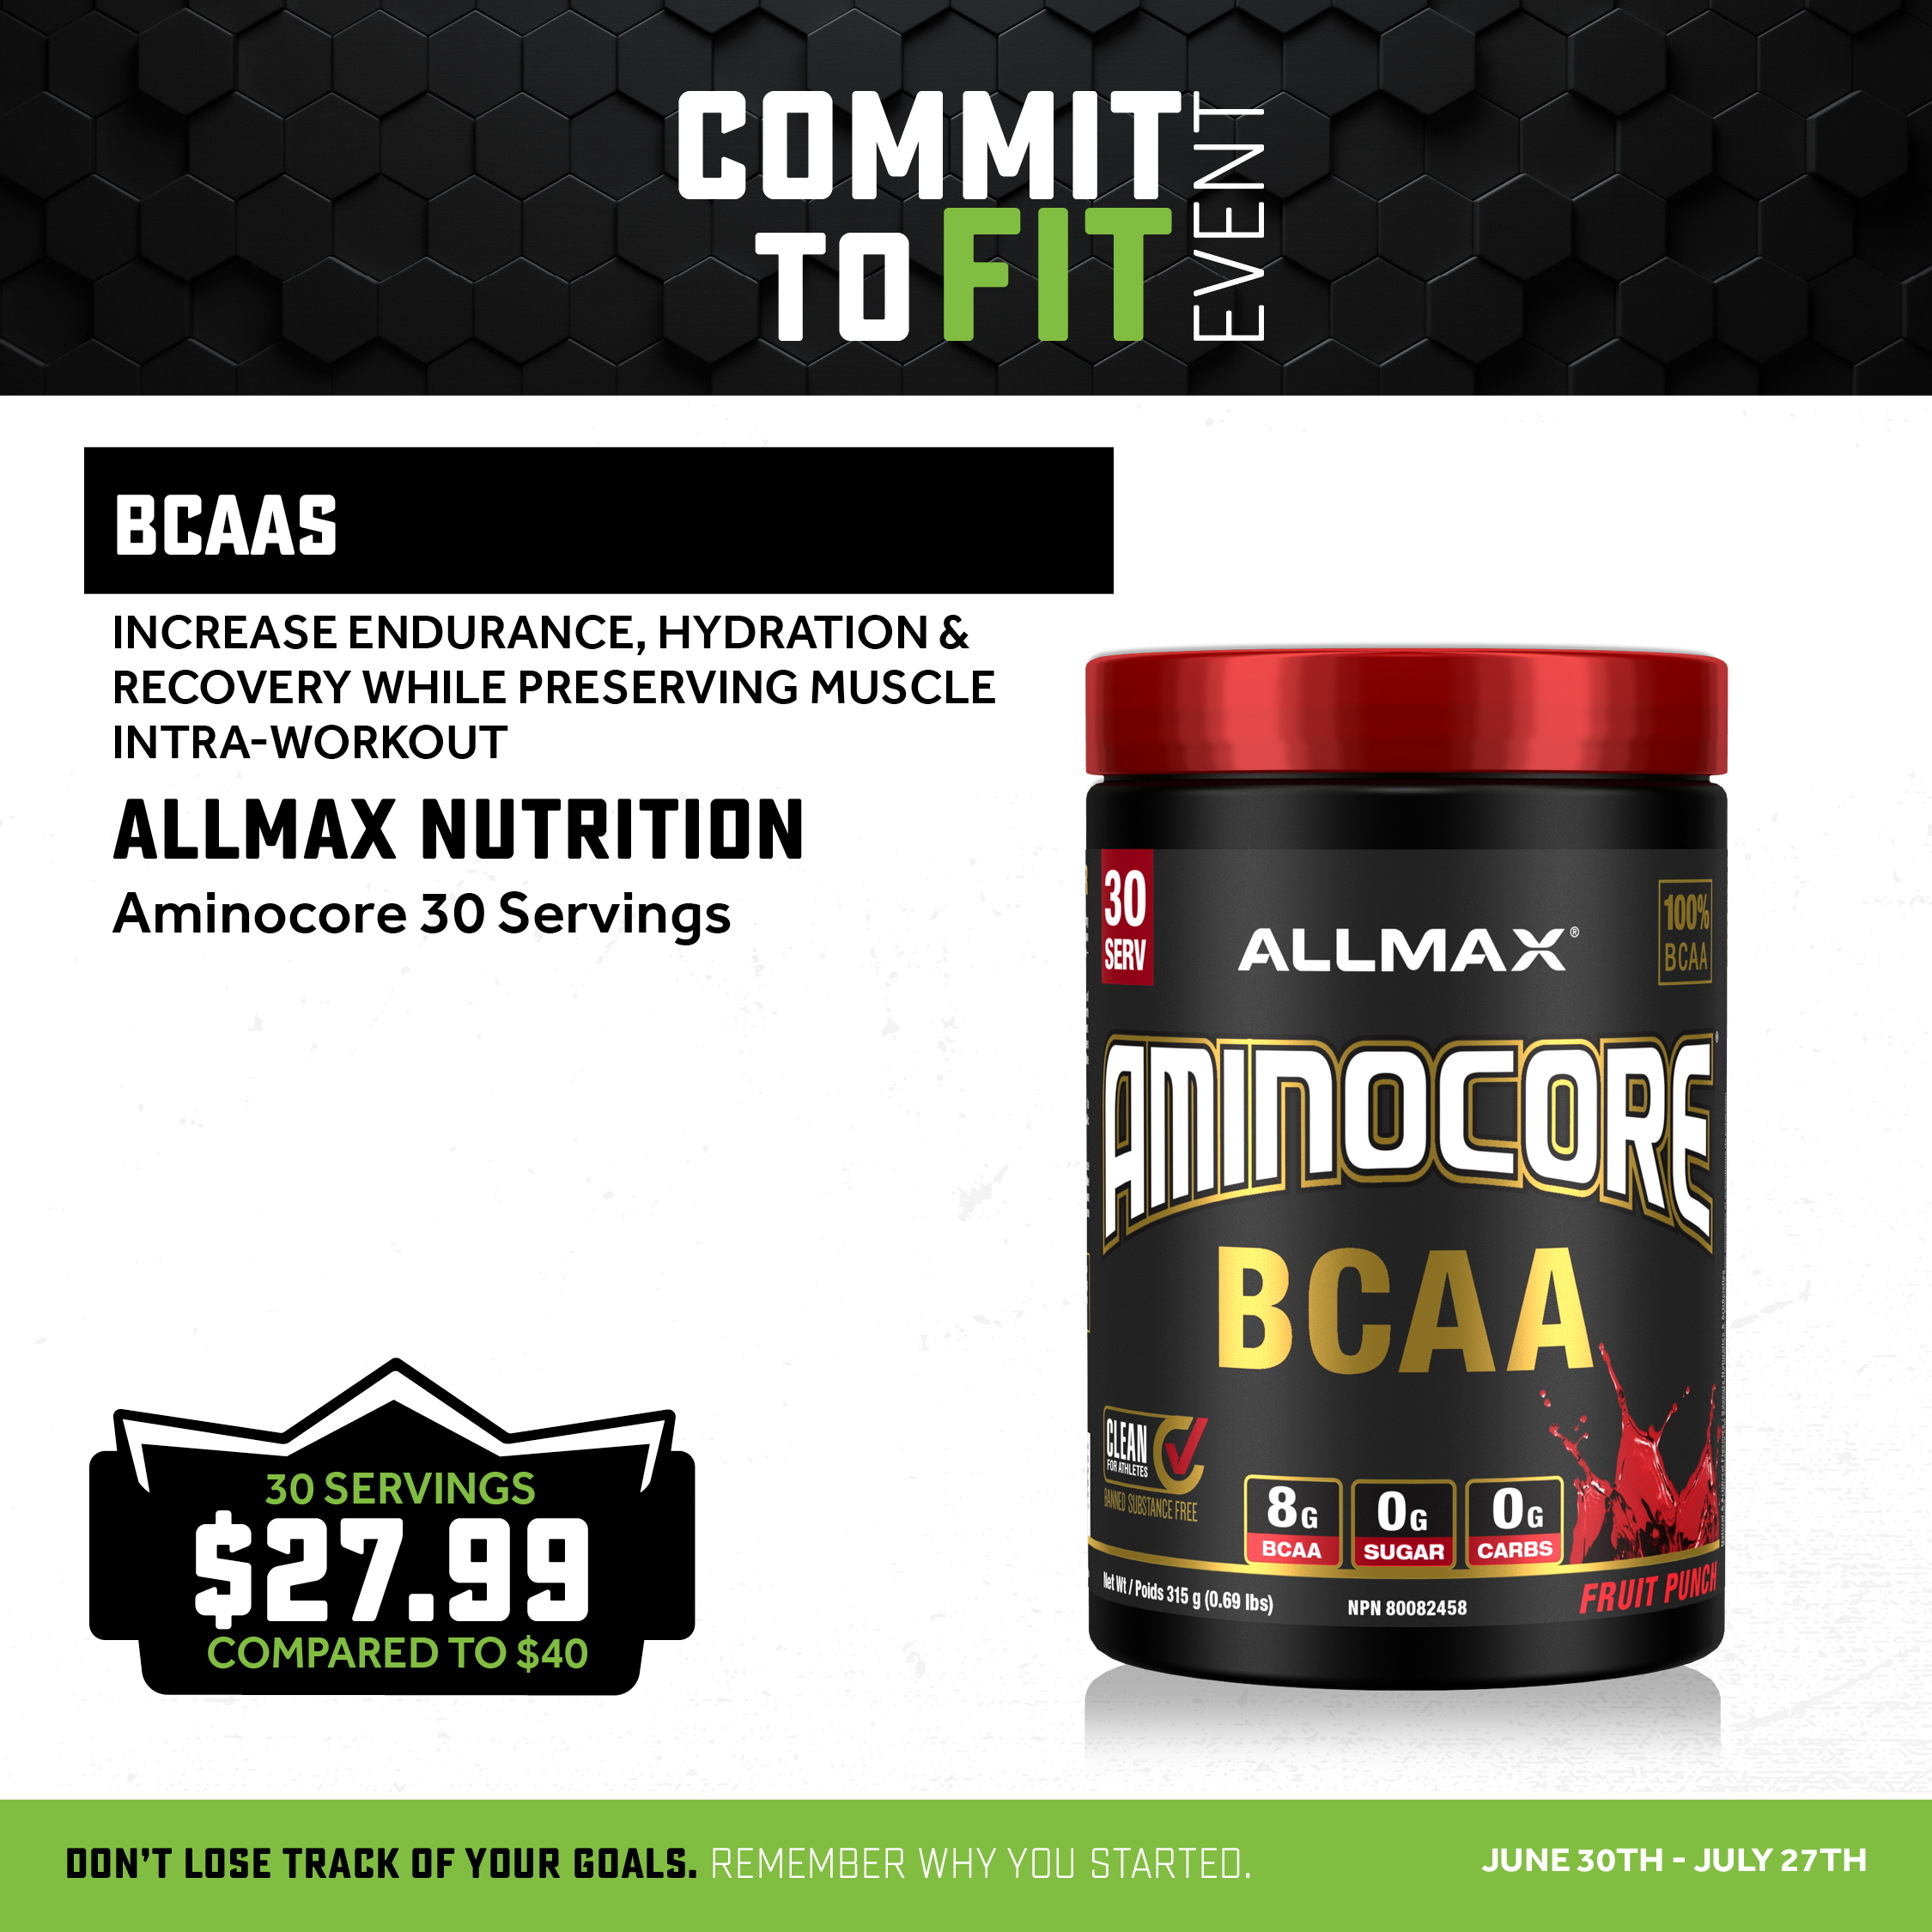 COMMIT
TO FIT
EVENT
BCAAS
INCREASE ENDURANCE, HYDRATION &
RECOVERY WHILE PRESERVING MUSCLE
INTRA-WORKOUT
ALLMAX NUTRITION
Aminocore 30 Servings
30
SERV
ALLMAX®
100%
BCAA
AMINOCORE
BCAA
CLEAN
FOR ATHLETES
BANNED SUBSTANCE FREE
8G
BCAA
0G
SUGAR
0G
CARBS
Net Wt / Poids 315 g (0.69 lbs)
NPN 80082458
FRUIT PUNCH
30 SERVINGS
$27.99
COMPARED TO $40
DON'T LOSE TRACK OF YOUR GOALS. REMEMBER WHY YOU STARTED.
JUNE 30TH - JULY 27TH